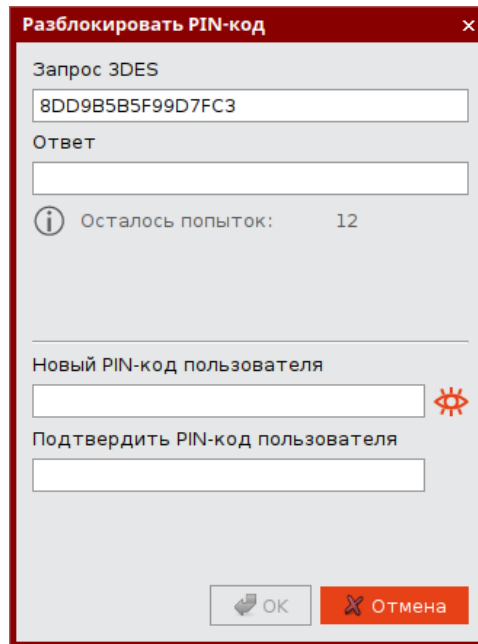 Разблокировать PIN-код
Запрос 3DES
8DD9B5B5F99D7FC3
Ответ
Осталось попыток: 12
Новый PIN-код пользователя
Подтвердить PIN-код пользователя
OK Отмена